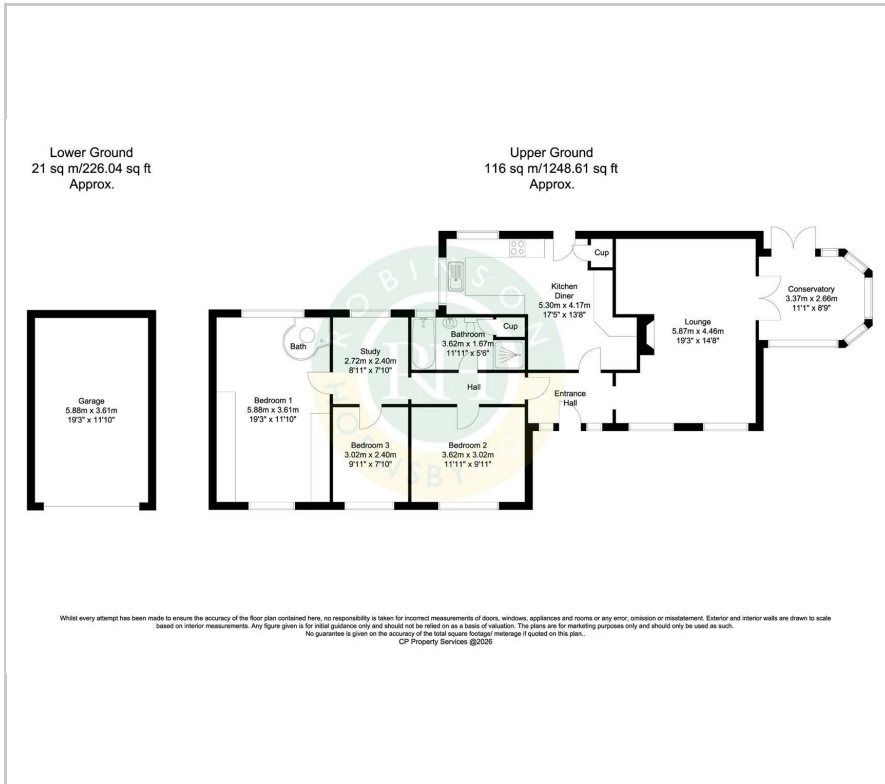 Lower Ground
21 sq m/226.04 sq ft
Approx.
Upper Ground
116 sq m/1248.61 sq ft
Approx.
Garage
5.88m x 3.61m
19'3" x 11'10"
Bedroom 1
5.88m x 3.61m
19'3" x 11'10"
Bath
Study
2.72m x 2.40m
8'11" x 7'10"
Bedroom 3
3.02m x 2.40m
9'11" x 7'10"
Bathroom
3.62m x 1.67m
11'11" x 5'6"
Cup
Hall
Bedroom 2
3.62m x 3.02m
11'11" x 9'11"
Kitchen
Diner
5.30m x 4.17m
17'5" x 13'8"
Cup
Entrance
Hall
Lounge
5.87m x 4.46m
19'3" x 14'8"
Conservatory
3.37m x 2.66m
11'1" x 8'9"
ROBINSON
RH
HORNSBY
Whilst every attempt has been made to ensure the accuracy of the floor plan contained here, no responsibility is taken for incorrect measurements of doors, windows, appliances and rooms or any error, omission or misstatement. Exterior and interior walls are drawn to scale
based on interior measurements. Any figure given is for initial guidance only and should not be relied on as a basis of valuation. The plans are for marketing purposes only and should only be used as such.
No guarantee is given on the accuracy of the total square footage/ meterage if quoted on this plan..
CP Property Services @2026